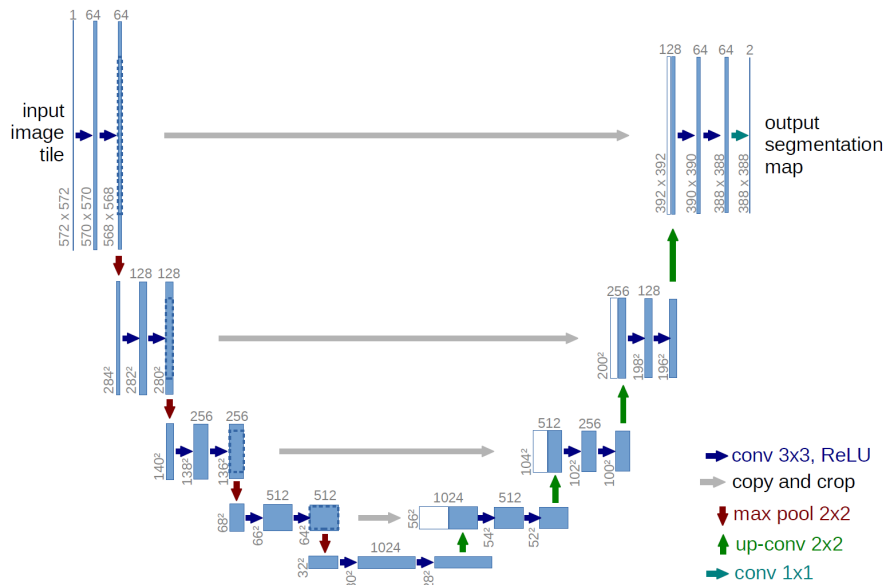 1 64 64
128 64 64 2
input
image
tile
output
segmentation
map
572 x 572
570 x 570
568 x 568
392 x 392
390 x 390
388 x 388
388 x 388
128 128
256 128
284²
282²
280²
200²
198²
196²
256 256
512 256
140²
138²
136²
104²
102²
100²
512 512
1024 512
68²
66²
64²
56²
54²
52²
1024
32²
30²
28²
conv 3x3, ReLU
copy and crop
max pool 2x2
up-conv 2x2
conv 1x1